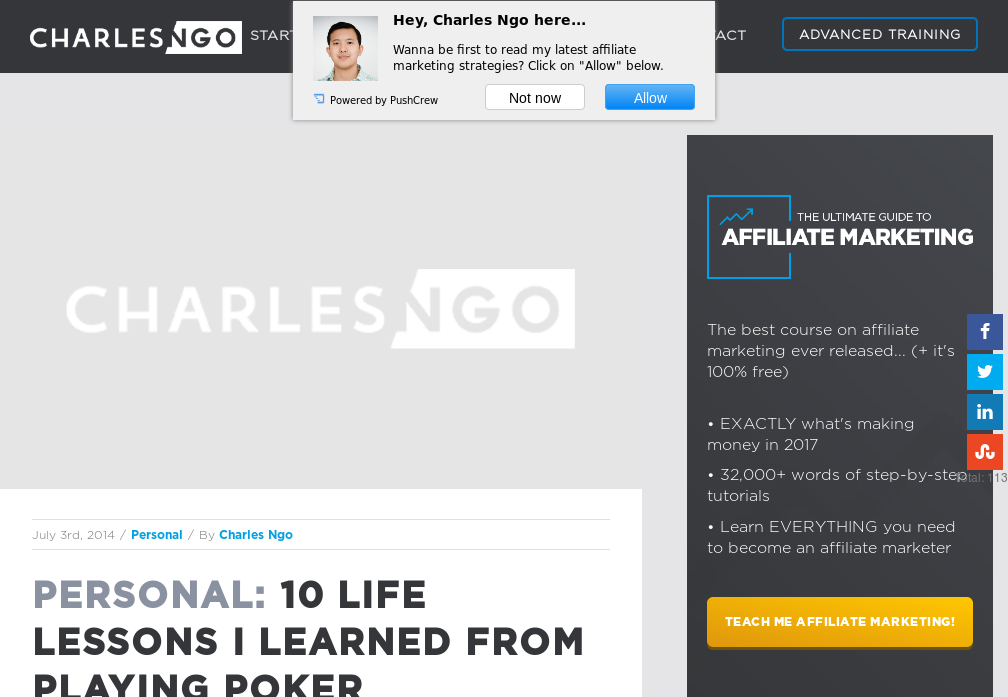 CHARLES NGO
START
ACT
ADVANCED TRAINING
Hey, Charles Ngo here...
Wanna be first to read my latest affiliate
marketing strategies? Click on "Allow" below.
Powered by PushCrew
Not now
Allow
CHARLES NGO
THE ULTIMATE GUIDE TO
AFFILIATE MARKETING
The best course on affiliate
marketing ever released... (+ it's
100% free)
• EXACTLY what's making
money in 2017
• 32,000+ words of step-by-step
tutorials
• Learn EVERYTHING you need
to become an affiliate marketer
TEACH ME AFFILIATE MARKETING!
Total: 113
July 3rd, 2014 / Personal / By Charles Ngo
PERSONAL: 10 LIFE
LESSONS I LEARNED FROM
PLAYING POKER